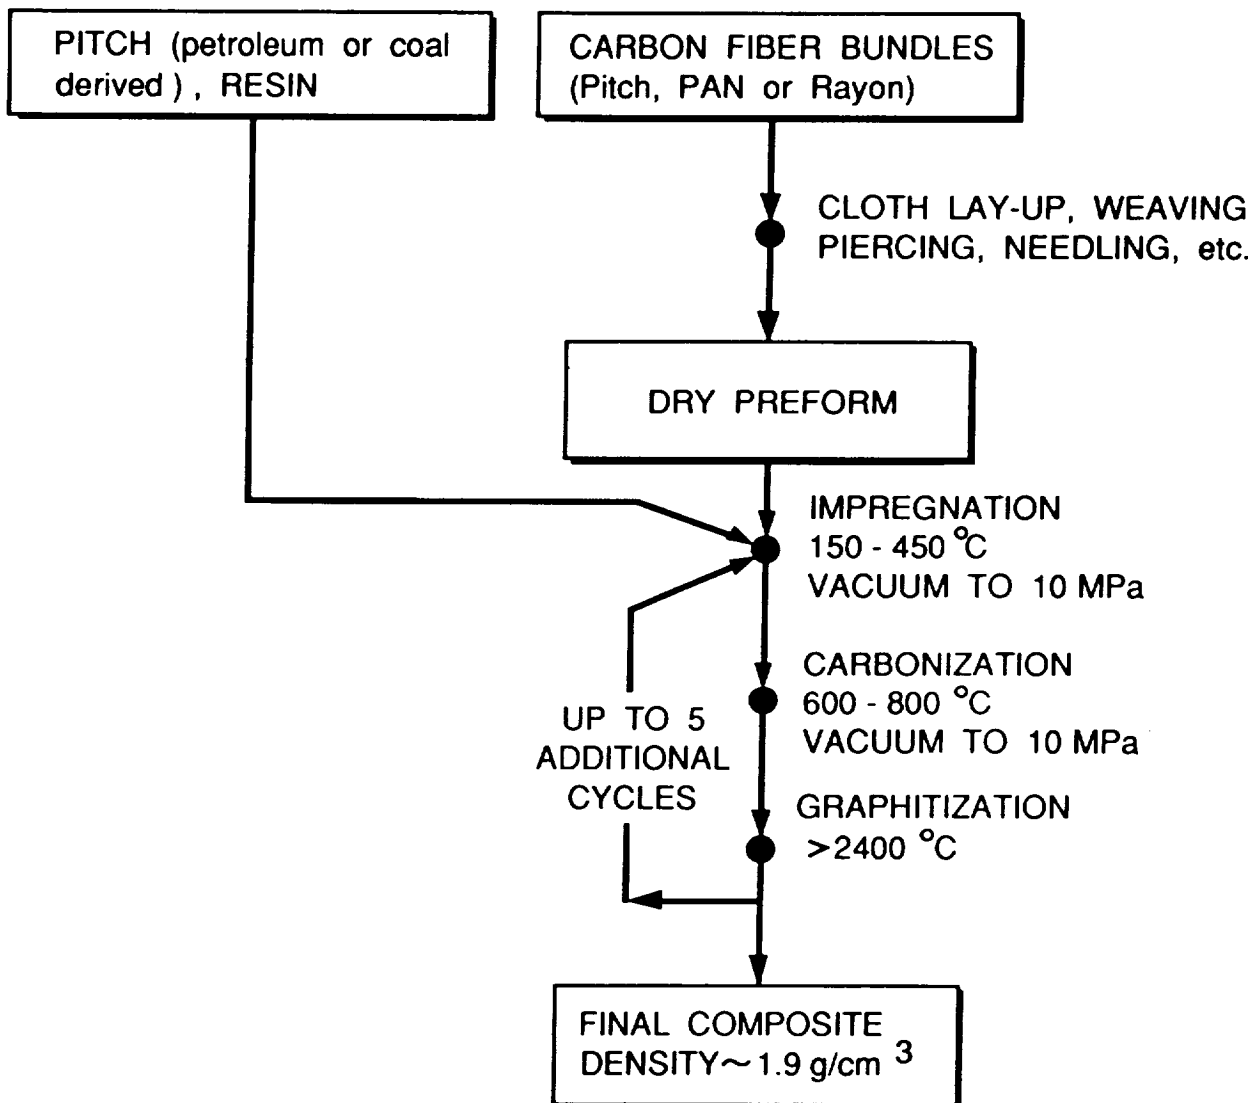 PITCH (petroleum or coal
derived), RESIN
CARBON FIBER BUNDLES
(Pitch, PAN or Rayon)
CLOTH LAY-UP, WEAVING
PIERCING, NEEDLING, etc.
DRY PREFORM
IMPREGNATION
150 - 450 °C
VACUUM TO 10 MPa
CARBONIZATION
600 - 800 °C
VACUUM TO 10 MPa
UP TO 5
ADDITIONAL
CYCLES
GRAPHITIZATION
>2400 °C
FINAL COMPOSITE
DENSITY~1.9 g/cm 3